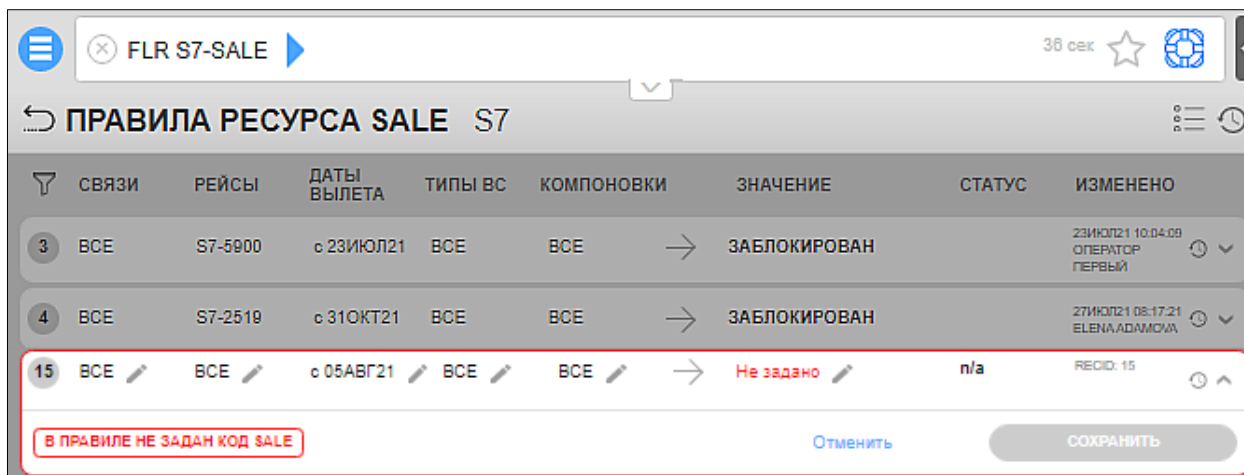 FLR S7-SALE 36 сек
ПРАВИЛА РЕСУРСА SALE S7
СВЯЗИ РЕЙСЫ ДАТЫ ВЫЛЕТА ТИПЫ ВС КОМПОНОВКИ ЗНАЧЕНИЕ СТАТУС ИЗМЕНЕНО
3 ВСЕ S7-5900 с 23ИЮЛ21 ВСЕ ВСЕ ЗАБЛОКИРОВАН 23ИЮЛ21 10:04:09 ОПЕРАТОР ПЕРВЫЙ
4 ВСЕ S7-2519 с 31ОКТ21 ВСЕ ВСЕ ЗАБЛОКИРОВАН 27ИЮЛ21 08:17:21 ELENA ADAMOVA
15 ВСЕ ВСЕ с 05АВГ21 ВСЕ ВСЕ Не задано n/a RECID: 15
В ПРАВИЛЕ НЕ ЗАДАН КОД SALE Отменить СОХРАНИТЬ